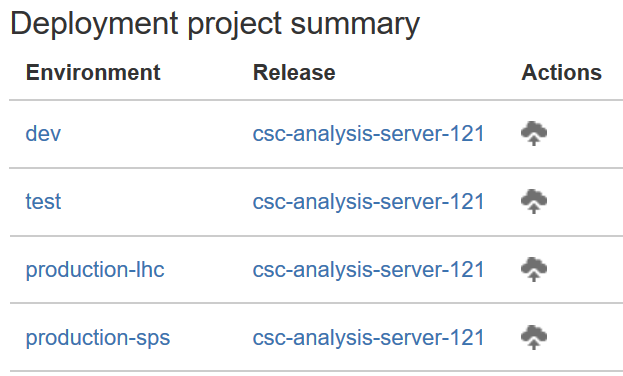 Deployment project summary
Environment Release Actions
dev csc-analysis-server-121
test csc-analysis-server-121
production-lhc csc-analysis-server-121
production-sps csc-analysis-server-121